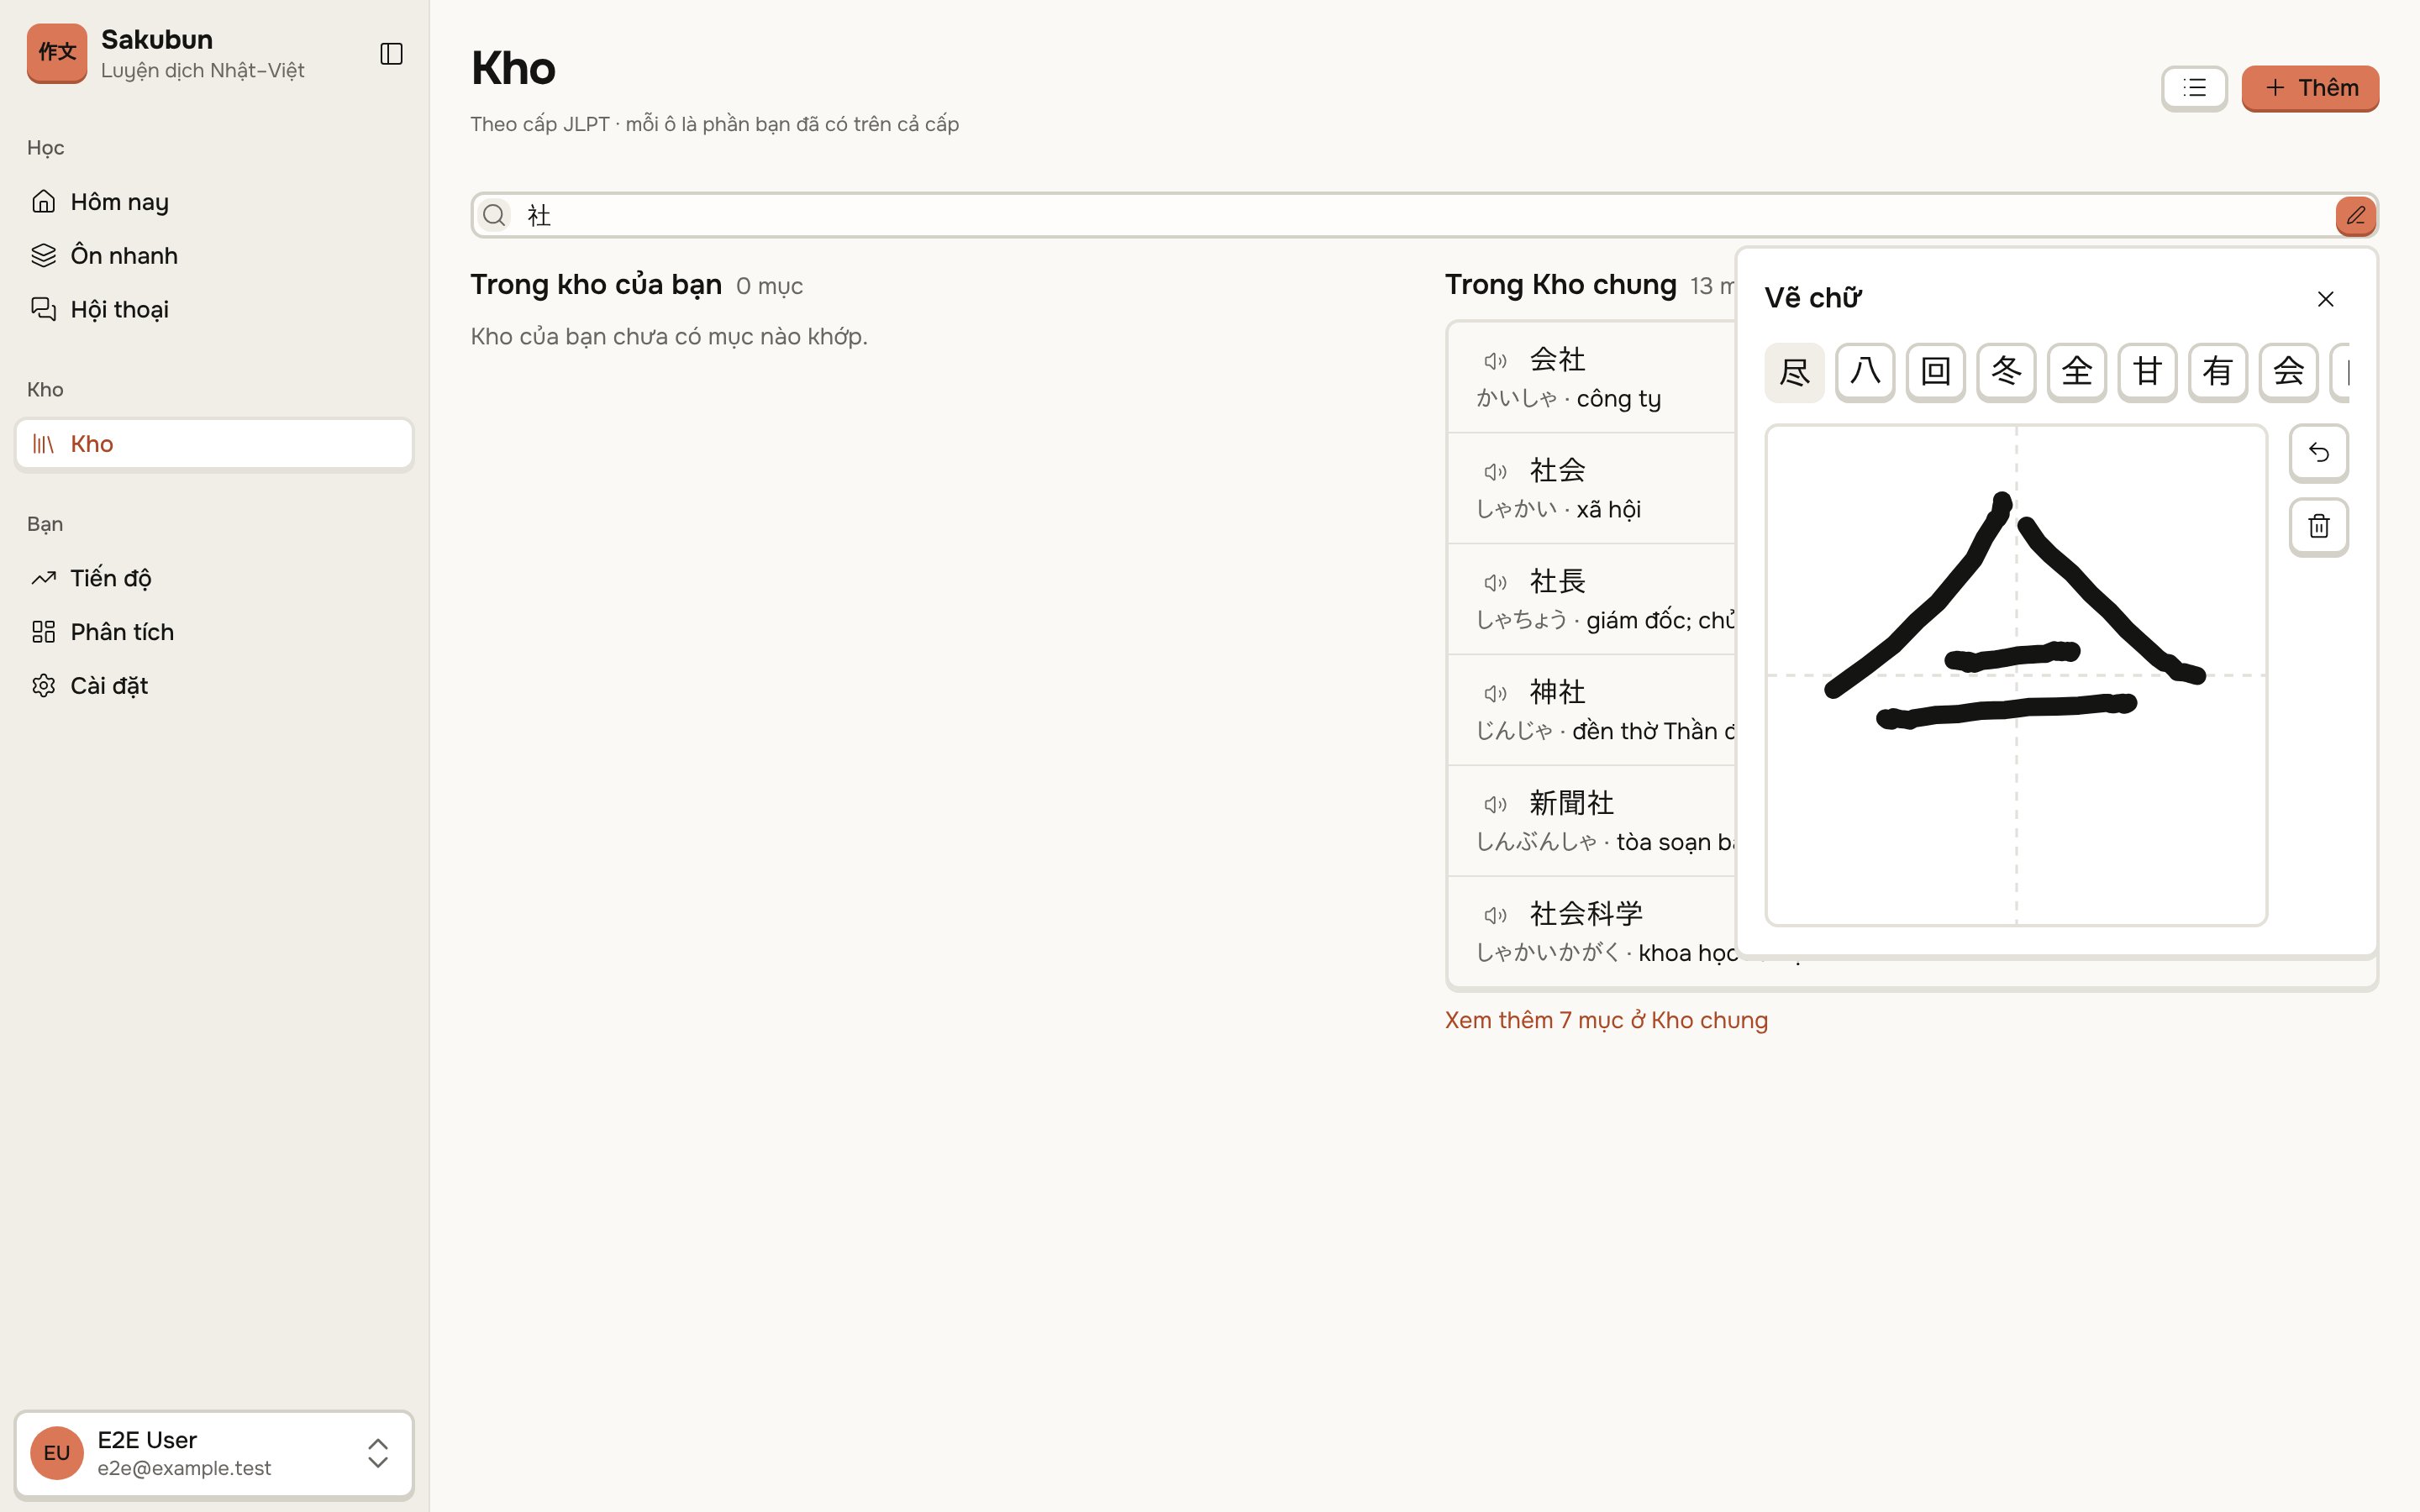 作文
Sakubun
Luyện dịch Nhật–Việt
Học
Hôm nay
Ôn nhanh
Hội thoại
Kho
Kho
Bạn
Tiến độ
Phân tích
Cài đặt
EU
E2E User
e2e@example.test
Kho
Theo cấp JLPT · mỗi ô là phần bạn đã có trên cả cấp
Thêm
社
Trong kho của bạn 0 mục
Kho của bạn chưa có mục nào khớp.
Trong Kho chung 13
会社
かいしゃ · công ty
社会
しゃかい · xã hội
社長
しゃちょう · giám đốc;
神社
じんじゃ · đền thờ Thần
新聞社
しんぶんしゃ · tòa soạn
社会科学
しゃかいかがく · khoa học
Xem thêm 7 mục ở Kho chung
Vẽ chữ
尽 八 回 冬 全 甘 有 会